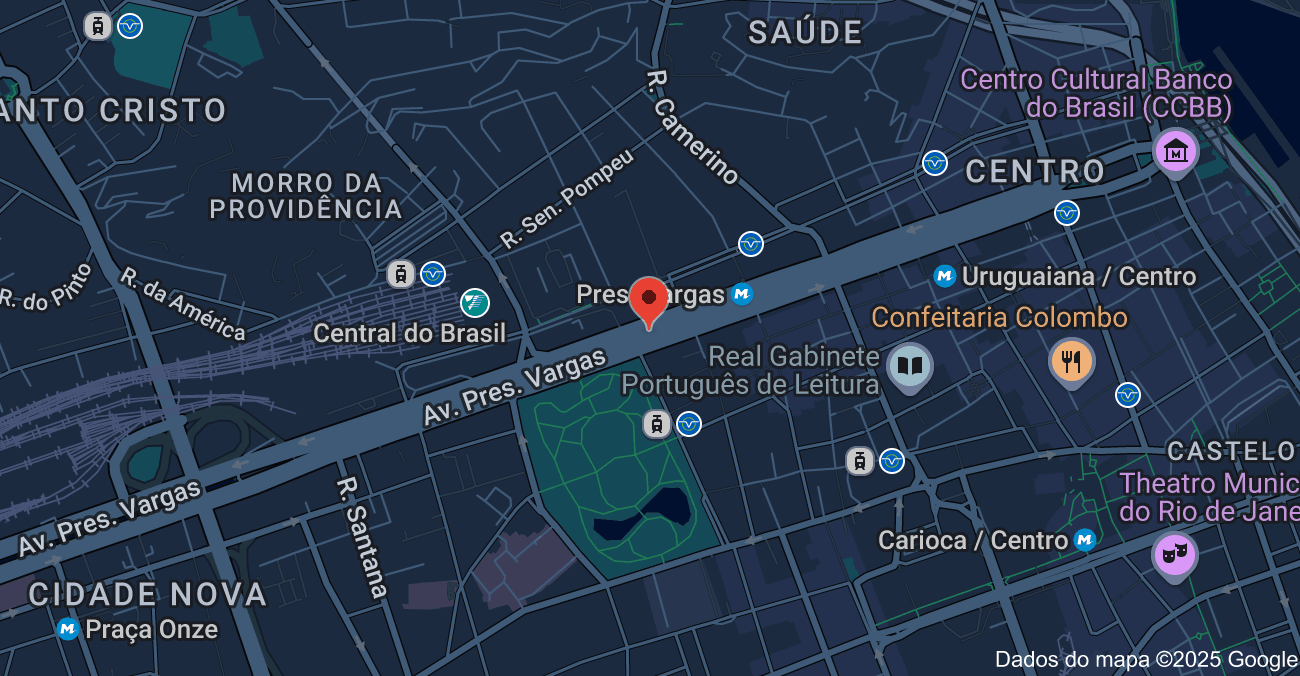 SAÚDE
Centro Cultural Banco
do Brasil (CCBB)
ANTO CRISTO
R. Camerino
CENTRO
MORRO DA
PROVIDÊNCIA
R. Sen. Pompeu
R. do Pinto
R. da América
Uruguaiana / Centro
Pres. Vargas
Central do Brasil
Confeitaria Colombo
Real Gabinete
Português de Leitura
Av. Pres. Vargas
CASTELO
Theatro Munic
do Rio de Jane
Av. Pres. Vargas
R. Santana
Carioca / Centro
CIDADE NOVA
Praça Onze
Dados do mapa ©2025 Google